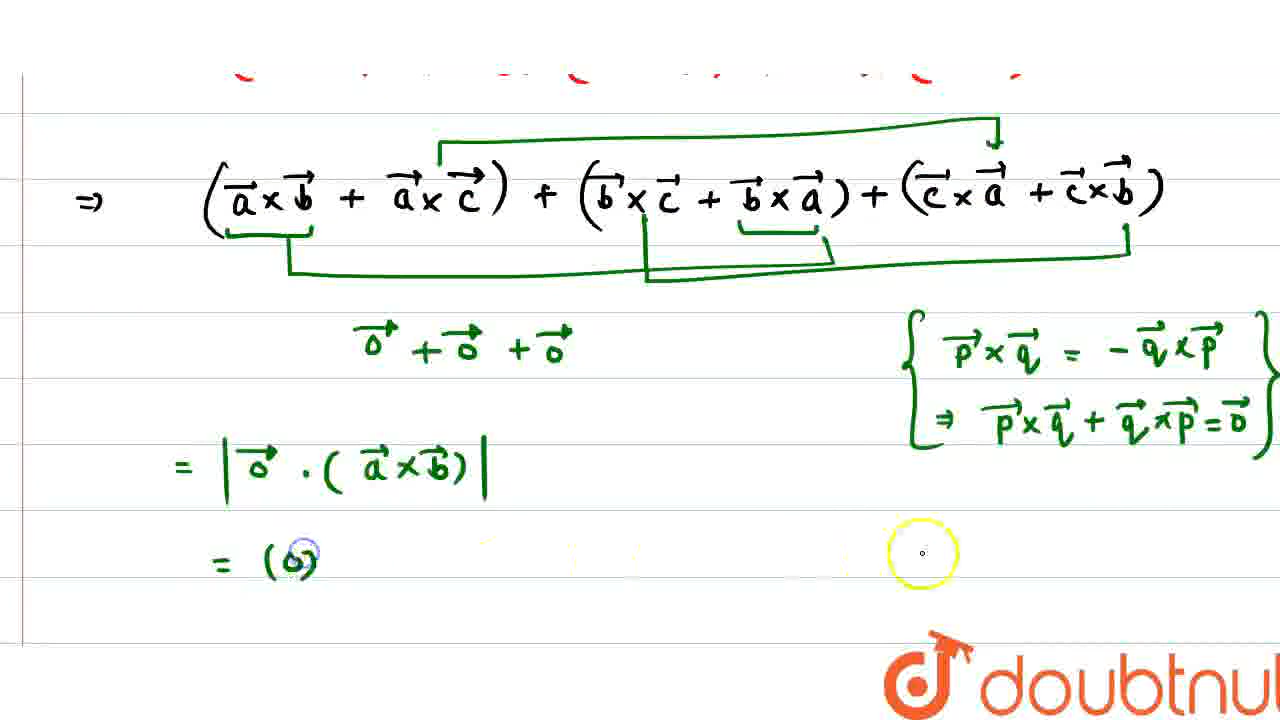 ⇒ (a⃗ × b⃗ + a⃗ × c⃗) + (b⃗ × c⃗ + b⃗ × a⃗) + (c⃗ × a⃗ + c⃗ × b⃗)
0⃗ + 0⃗ + 0⃗
{ p⃗ × q⃗ = - q⃗ × p⃗
⇒ p⃗ × q⃗ + q⃗ × p⃗ = 0⃗ }
= | 0⃗ . ( a⃗ × b⃗ ) |
= (0)
doubtnut